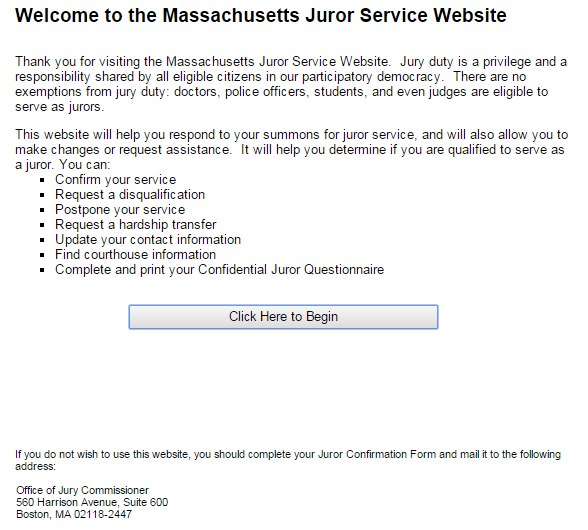 Welcome to the Massachusetts Juror Service Website
Thank you for visiting the Massachusetts Juror Service Website.  Jury duty is a privilege and a
responsibility shared by all eligible citizens in our participatory democracy.  There are no
exemptions from jury duty: doctors, police officers, students, and even judges are eligible to
serve as jurors.
This website will help you respond to your summons for juror service, and will also allow you to
make changes or request assistance.  It will help you determine if you are qualified to serve as
a juror. You can:
▪ Confirm your service
▪ Request a disqualification
▪ Postpone your service
▪ Request a hardship transfer
▪ Update your contact information
▪ Find courthouse information
▪ Complete and print your Confidential Juror Questionnaire
Click Here to Begin
If you do not wish to use this website, you should complete your Juror Confirmation Form and mail it to the following
address:
Office of Jury Commissioner
560 Harrison Avenue, Suite 600
Boston, MA 02118-2447